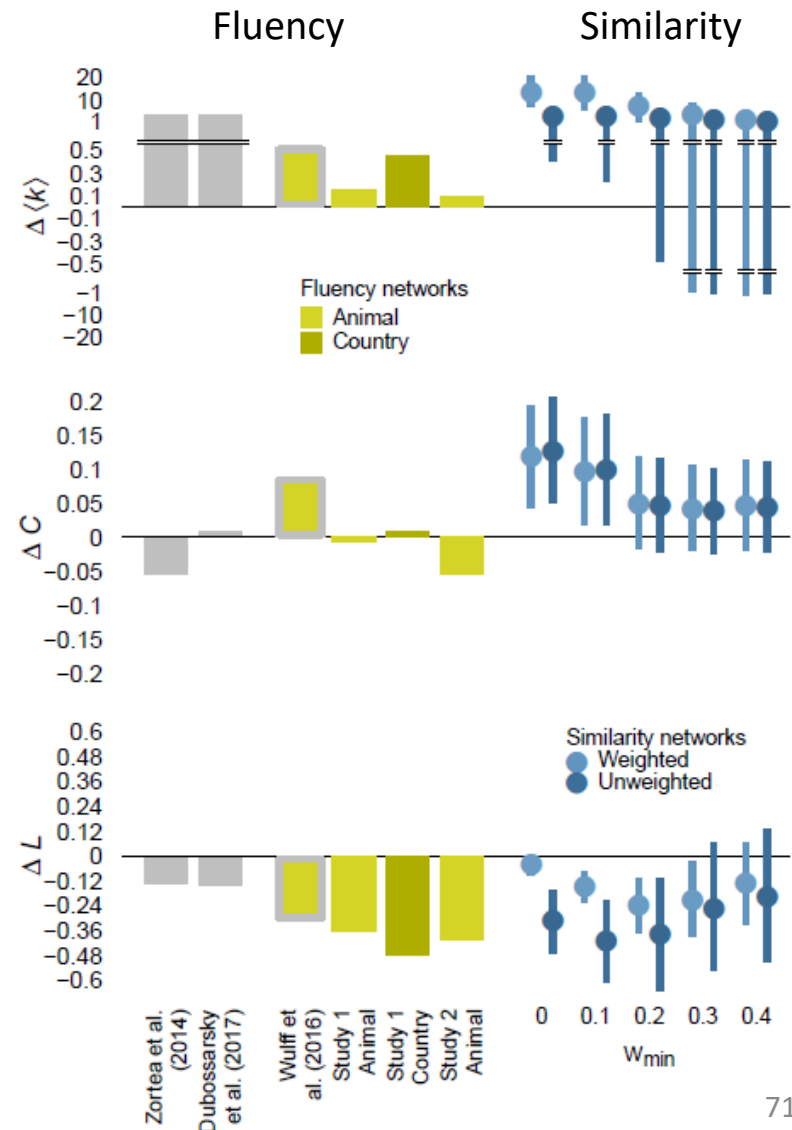 Fluency
Similarity
20
10
1
0.5
0.3
0.1
−0.1
−0.3
−0.5
−1
−10
−20
Δ ⟨k⟩
Fluency networks
Animal
Country
0.2
0.15
0.1
0.05
0
−0.05
−0.1
−0.15
−0.2
Δ C
0.6
0.48
0.36
0.24
0.12
0
−0.12
−0.24
−0.36
−0.48
−0.6
Δ L
Similarity networks
Weighted
Unweighted
Zortea et al.
(2014)
Dubossarsky
et al. (2017)
Wulff et
al. (2016)
Study 1
Animal
Study 1
Country
Study 2
Animal
0 0.1 0.2 0.3 0.4
Wmin
71